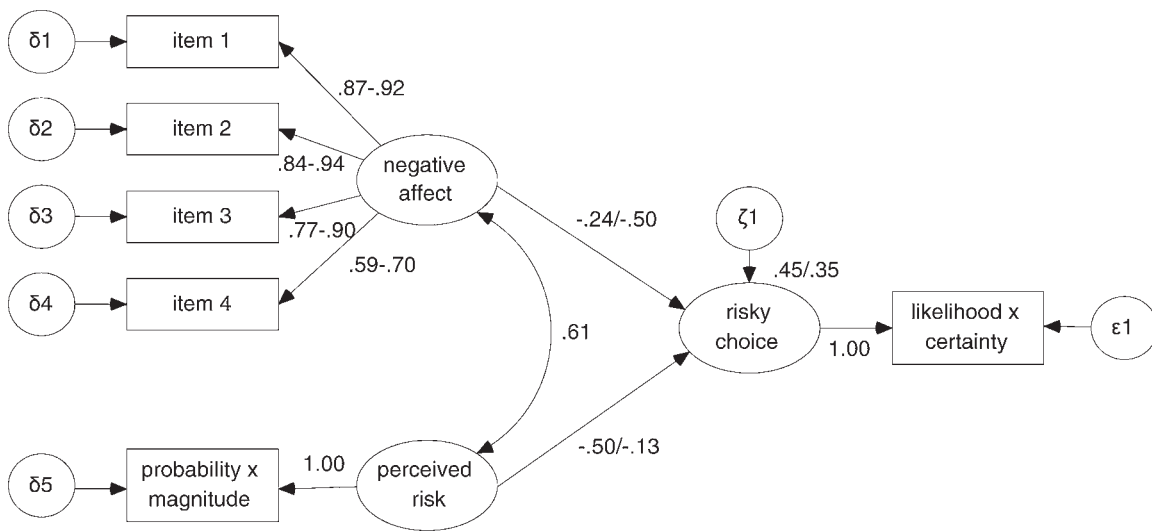 δ1
item 1
.87-.92
δ2
item 2
.84-.94
negative
affect
δ3
item 3
.77-.90
-.24/-.50
ζ1
.59-.70
.45/.35
δ4
item 4
risky
choice
likelihood x
certainty
ε1
.61
1.00
-.50/-.13
δ5
probability x
magnitude
1.00
perceived
risk